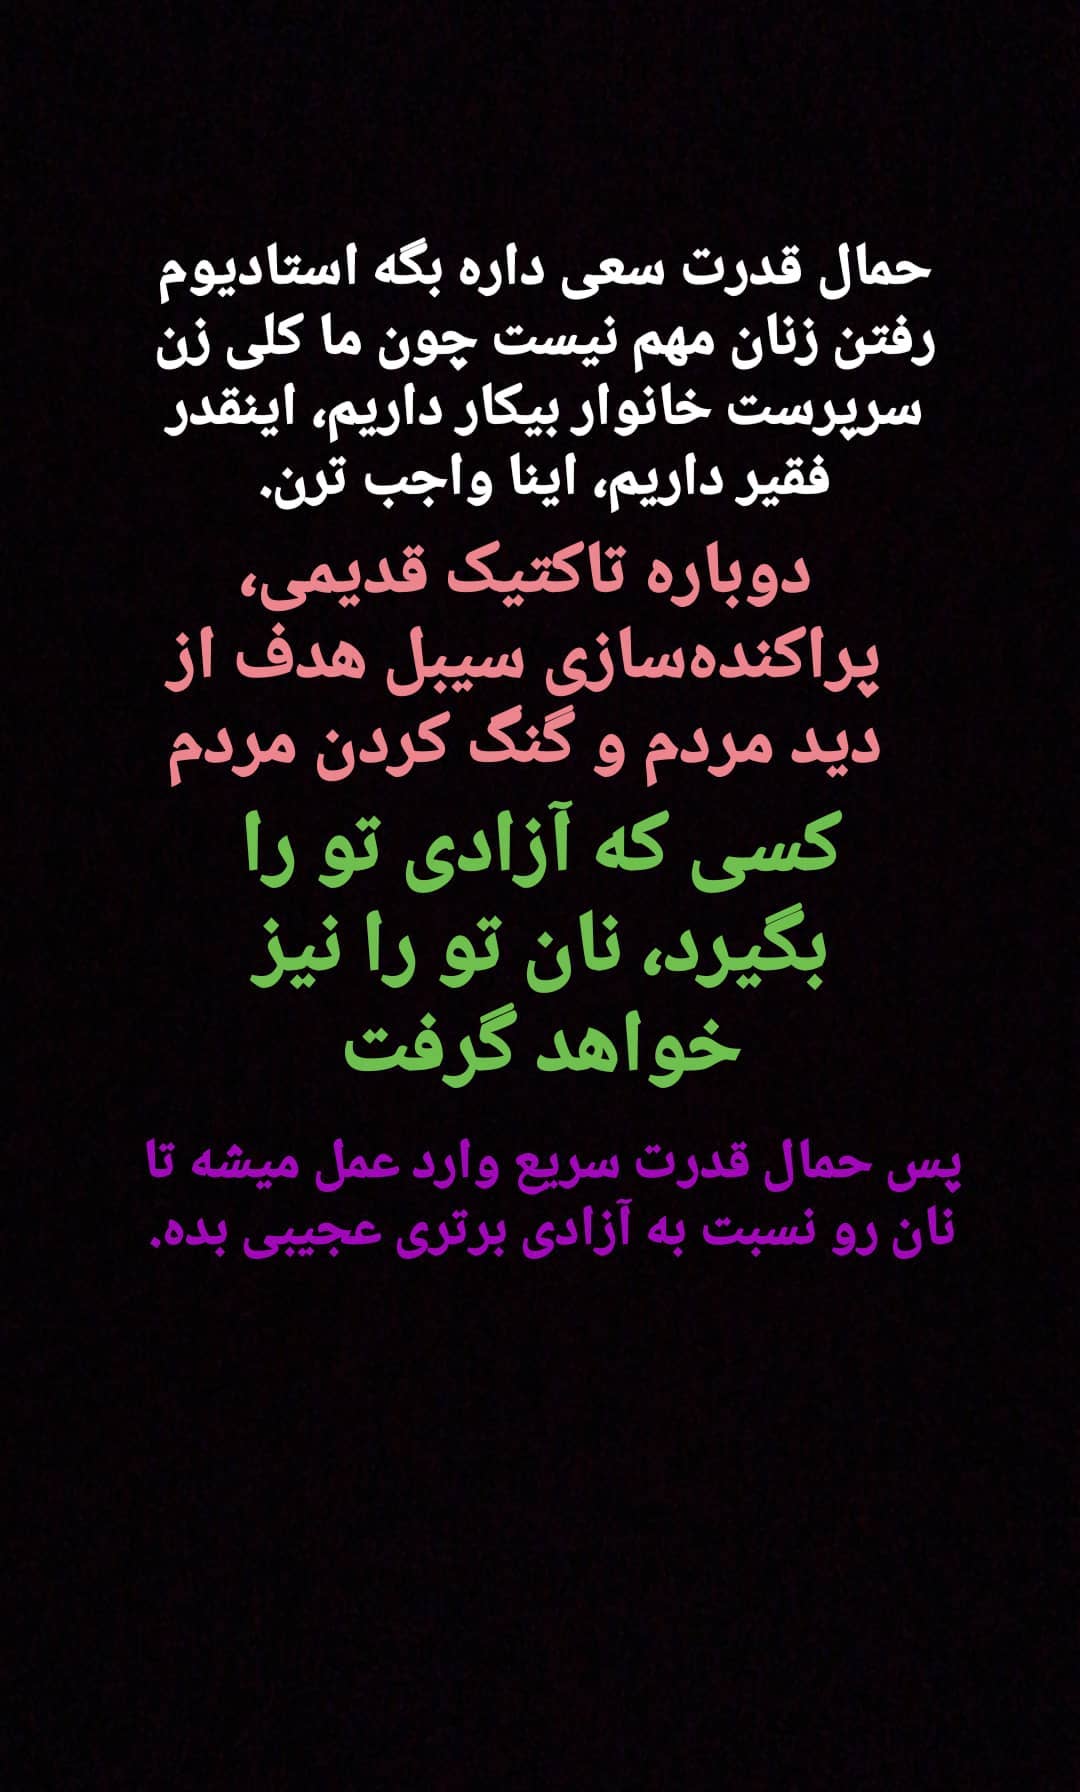 حمال قدرت سعی داره بگه استادیوم
رفتن زنان مهم نیست چون ما کلی زن
سرپرست خانوار بیکار داریم، اینقدر
فقیر داریم، اینا واجب ترن.
دوباره تاکتیک قدیمی،
پراکنده‌سازی سیبل هدف از
دید مردم و گنگ کردن مردم
کسی که آزادی تو را
بگیرد، نان تو را نیز
خواهد گرفت
پس حمال قدرت سریع وارد عمل میشه تا
نان رو نسبت به آزادی برتری عجیبی بده.